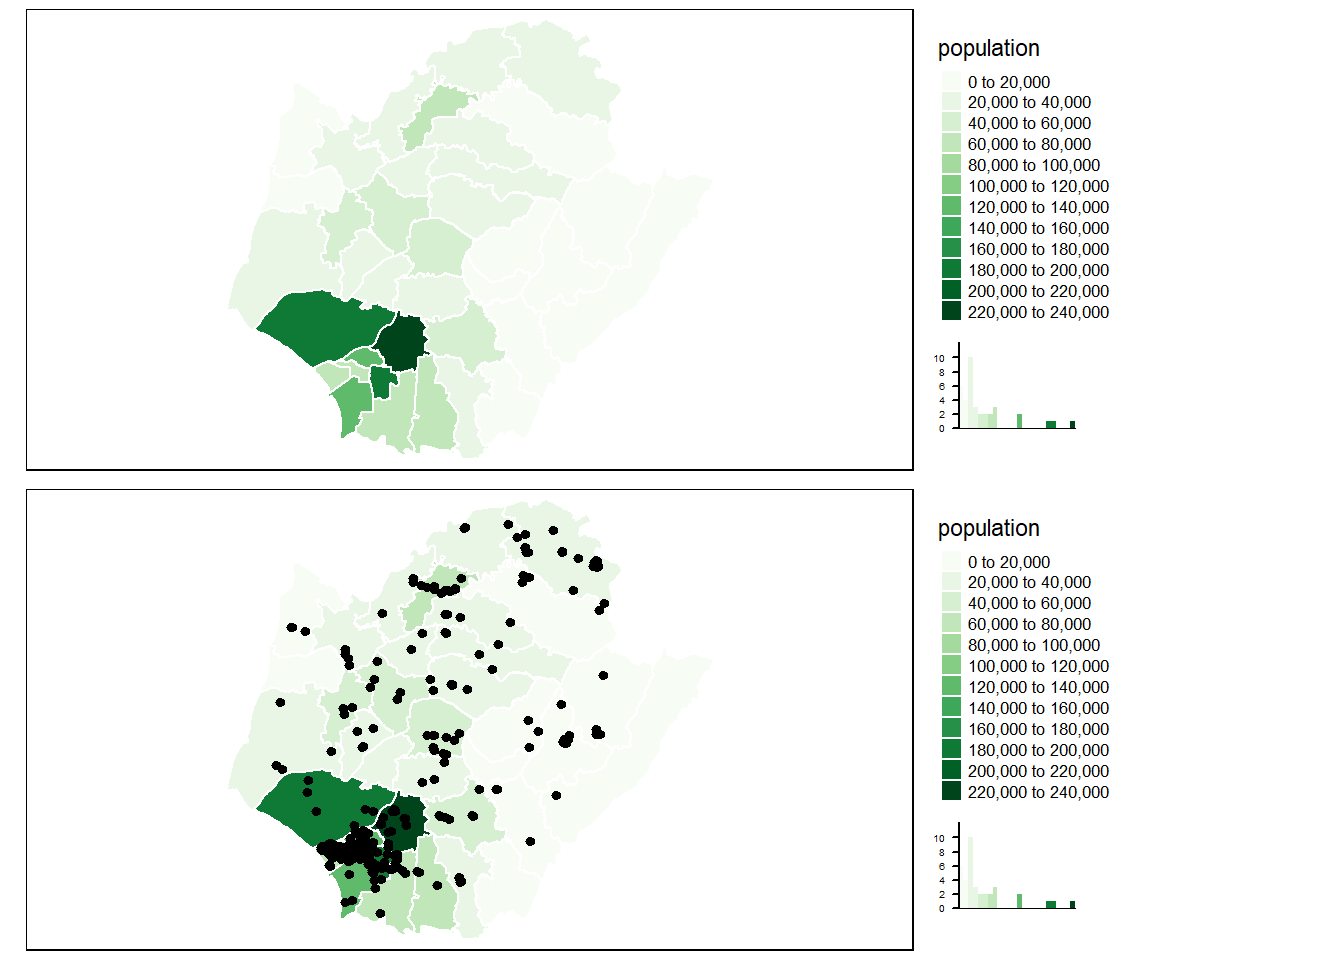 population
0 to 20,000
20,000 to 40,000
40,000 to 60,000
60,000 to 80,000
80,000 to 100,000
100,000 to 120,000
120,000 to 140,000
140,000 to 160,000
160,000 to 180,000
180,000 to 200,000
200,000 to 220,000
220,000 to 240,000
10
8
6
4
2
0
population
0 to 20,000
20,000 to 40,000
40,000 to 60,000
60,000 to 80,000
80,000 to 100,000
100,000 to 120,000
120,000 to 140,000
140,000 to 160,000
160,000 to 180,000
180,000 to 200,000
200,000 to 220,000
220,000 to 240,000
10
8
6
4
2
0